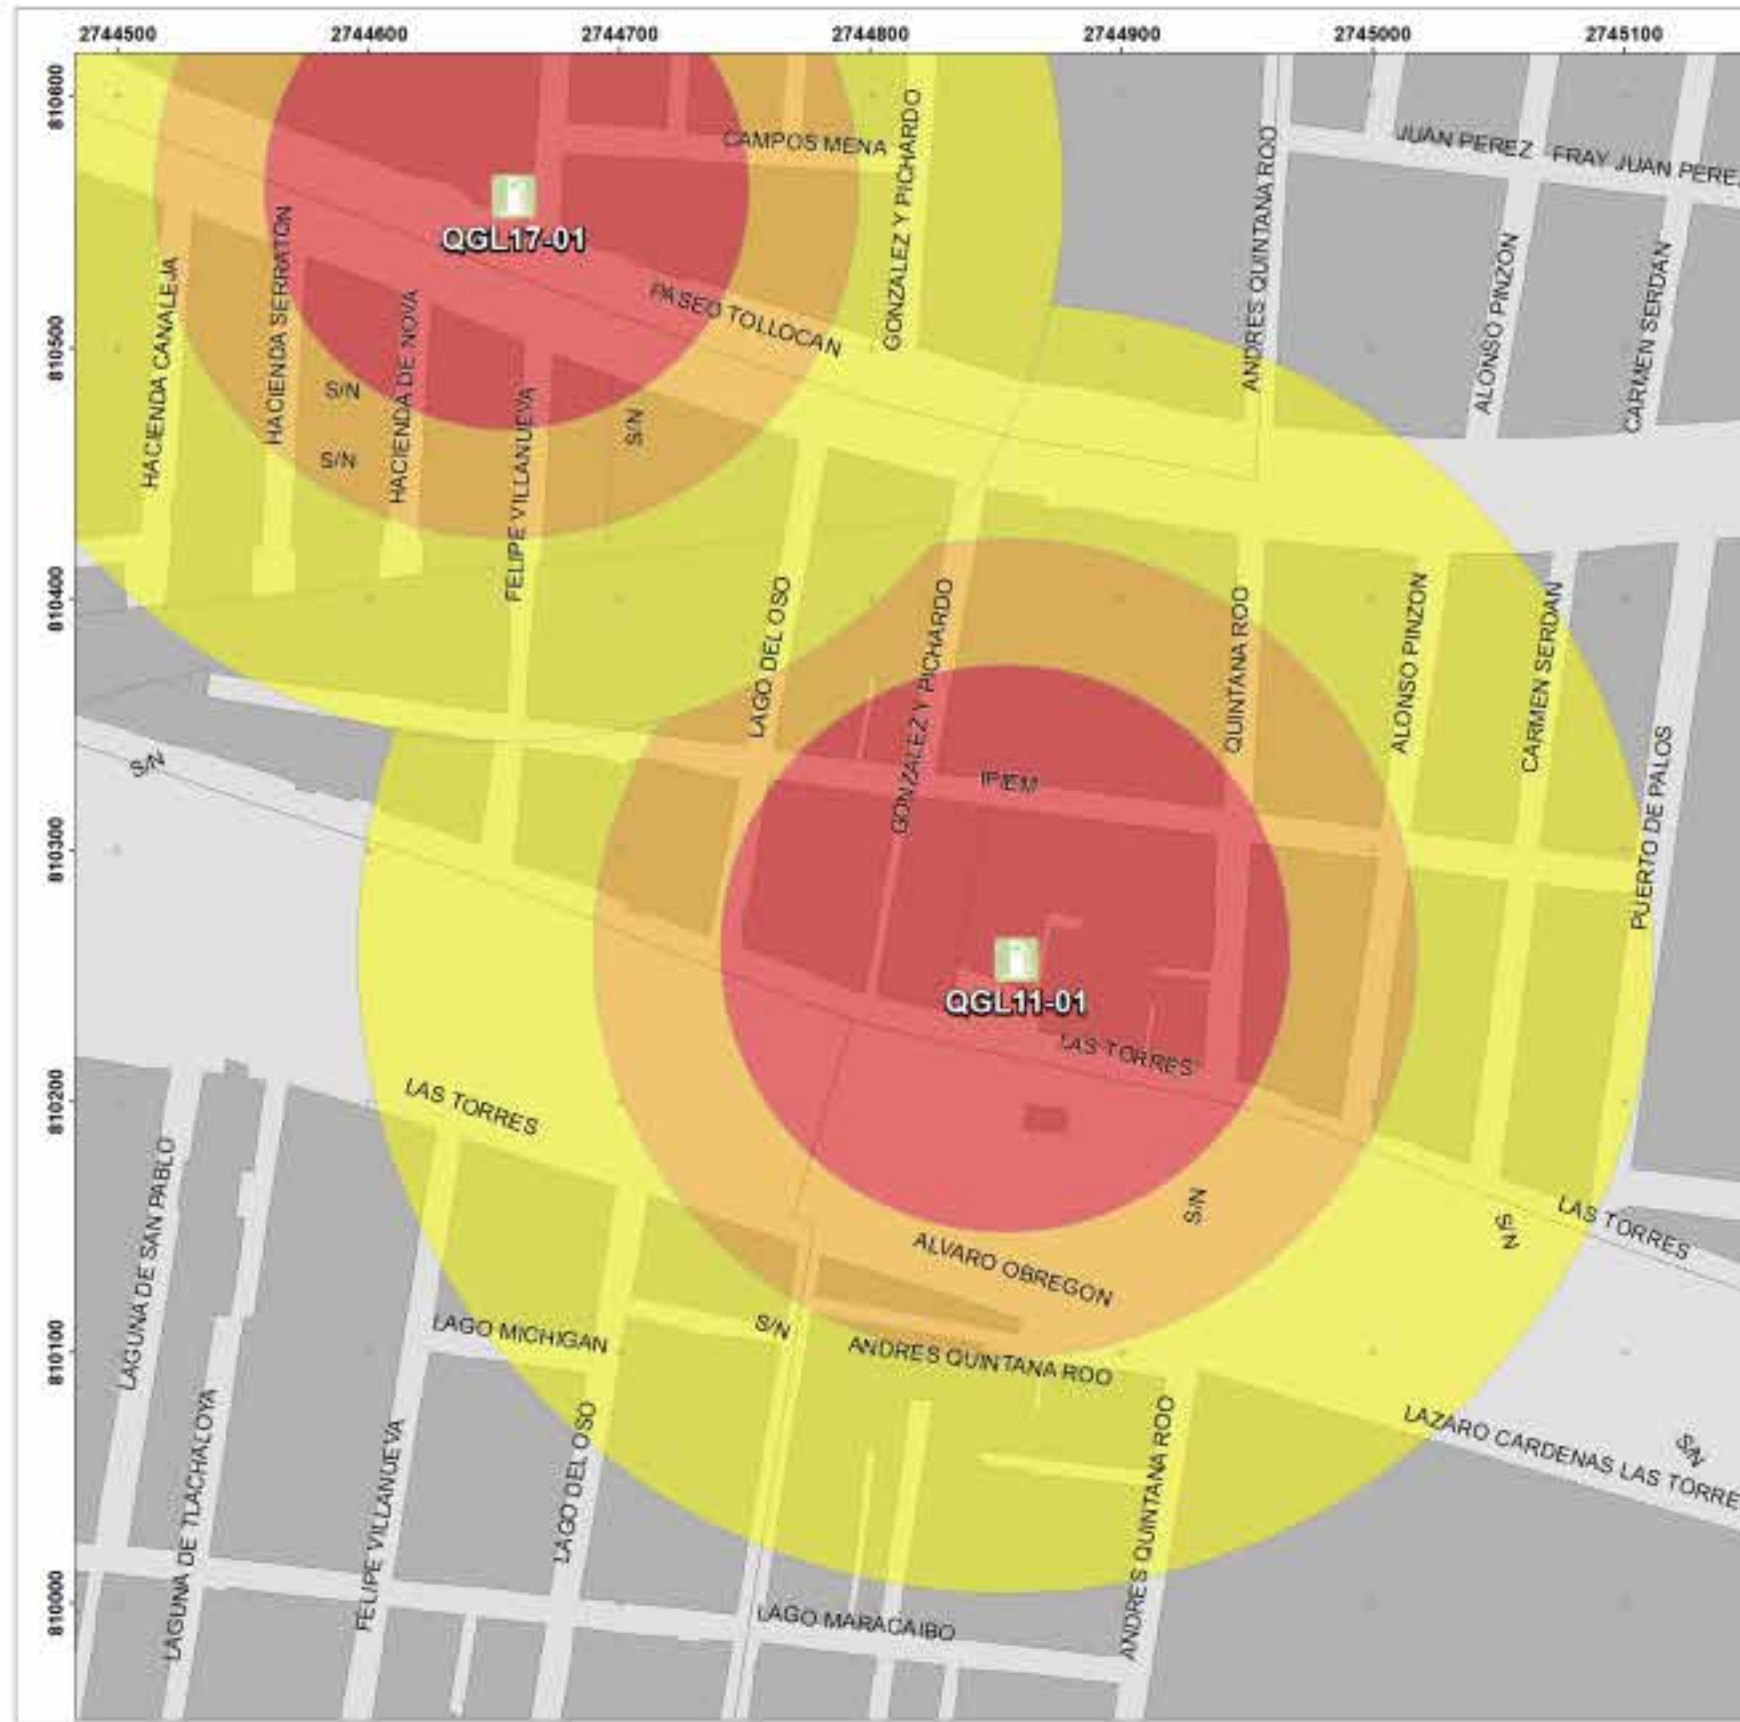 2744500 2744600 2744700 2744800 2744900 2745000 2745100
810600
810500
810400
810300
810200
810100
810000
CAMPOS MENA
GONZALEZ Y PICHARDO
ANDRES QUINTANA ROO
JUAN PEREZ - FRAY JUAN PEREZ
QGL17-01
HACIENDA CANALEJA
HACIENDA SERRATON
HACIENDA DE NOVA
PASEO TOLLOCAN
ALONSO PINZON
CARMEN SERDAN
S/N
S/N
S/N
FELIPE VILLANUEVA
LAGO DEL OSO
GONZALEZ Y PICHARDO
QUINTANA ROO
ALONSO PINZON
CARMEN SERDAN
PUERTO DE PALOS
S/N
IPIEM
QGL11-01
LAS TORRES
LAS TORRES
S/N
S/N
LAS TORRES
ALVARO OBREGON
LAGUNA DE SAN PABLO
LAGO MICHIGAN
S/N
ANDRES QUINTANA ROO
LAGUNA DE TLACHALOYA
FELIPE VILLANUEVA
LAGO DEL OSO
ANDRES QUINTANA ROO
LAZARO CARDENAS LAS TORRE
S/N
LAGO MARACAIBO